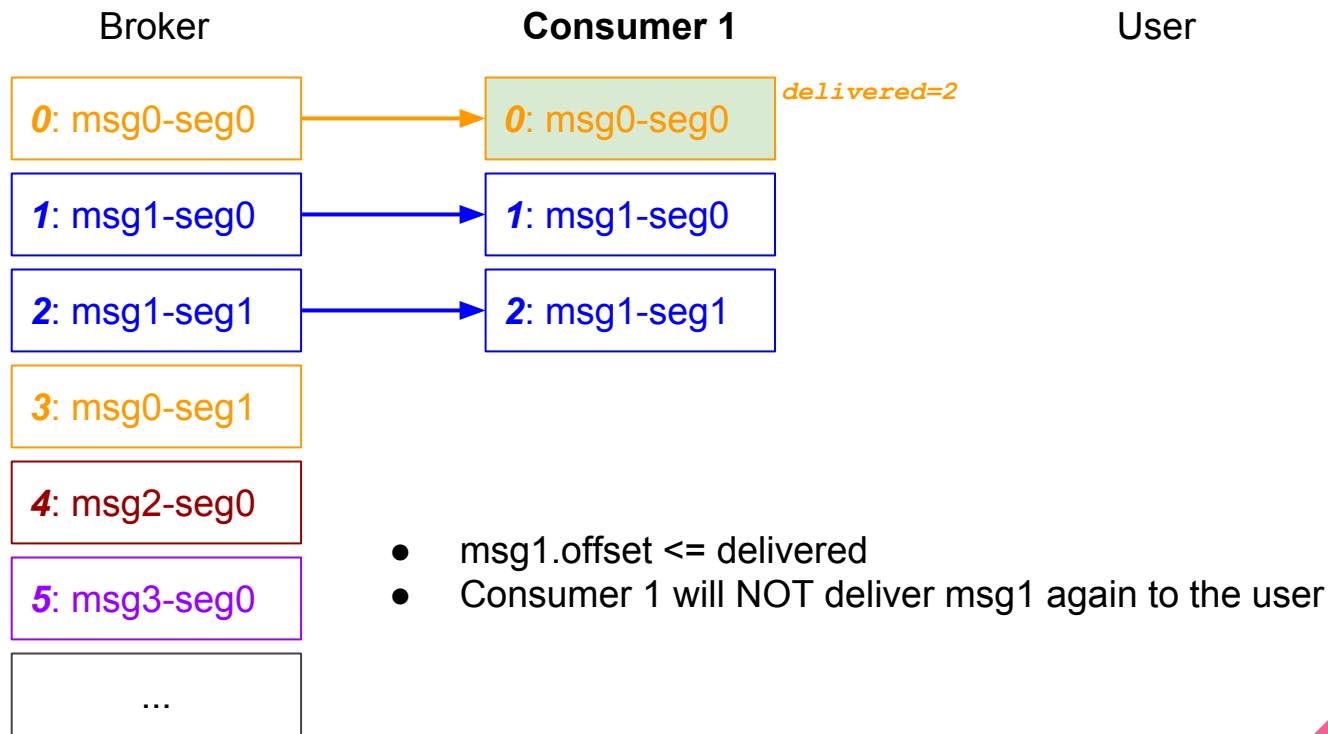 Broker
Consumer 1
User
0: msg0-seg0
0: msg0-seg0
delivered=2
1: msg1-seg0
1: msg1-seg0
2: msg1-seg1
2: msg1-seg1
3: msg0-seg1
4: msg2-seg0
5: msg3-seg0
...
● msg1.offset <= delivered
● Consumer 1 will NOT deliver msg1 again to the user